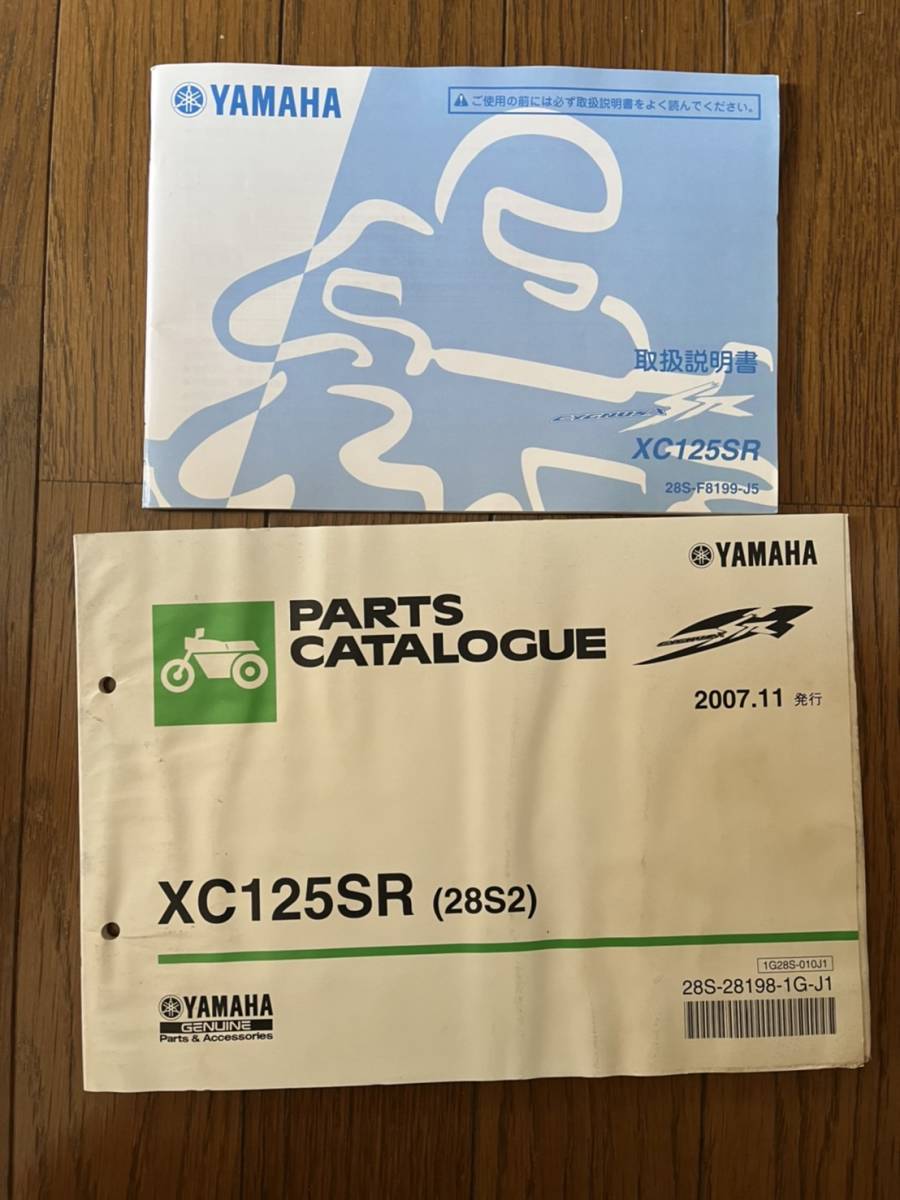 YAMAHA
⚠ご使用の前には必ず取扱説明書をよく読んでください。
取扱説明書
CYGNUS-X SR
XC125SR
28S-F8199-J5
YAMAHA
PARTS
CATALOGUE
CYGNUS-X SR
2007.11 発行
XC125SR (28S2)
1G28S-010J1
28S-28198-1G-J1
YAMAHA
GENUINE
Parts & Accessories